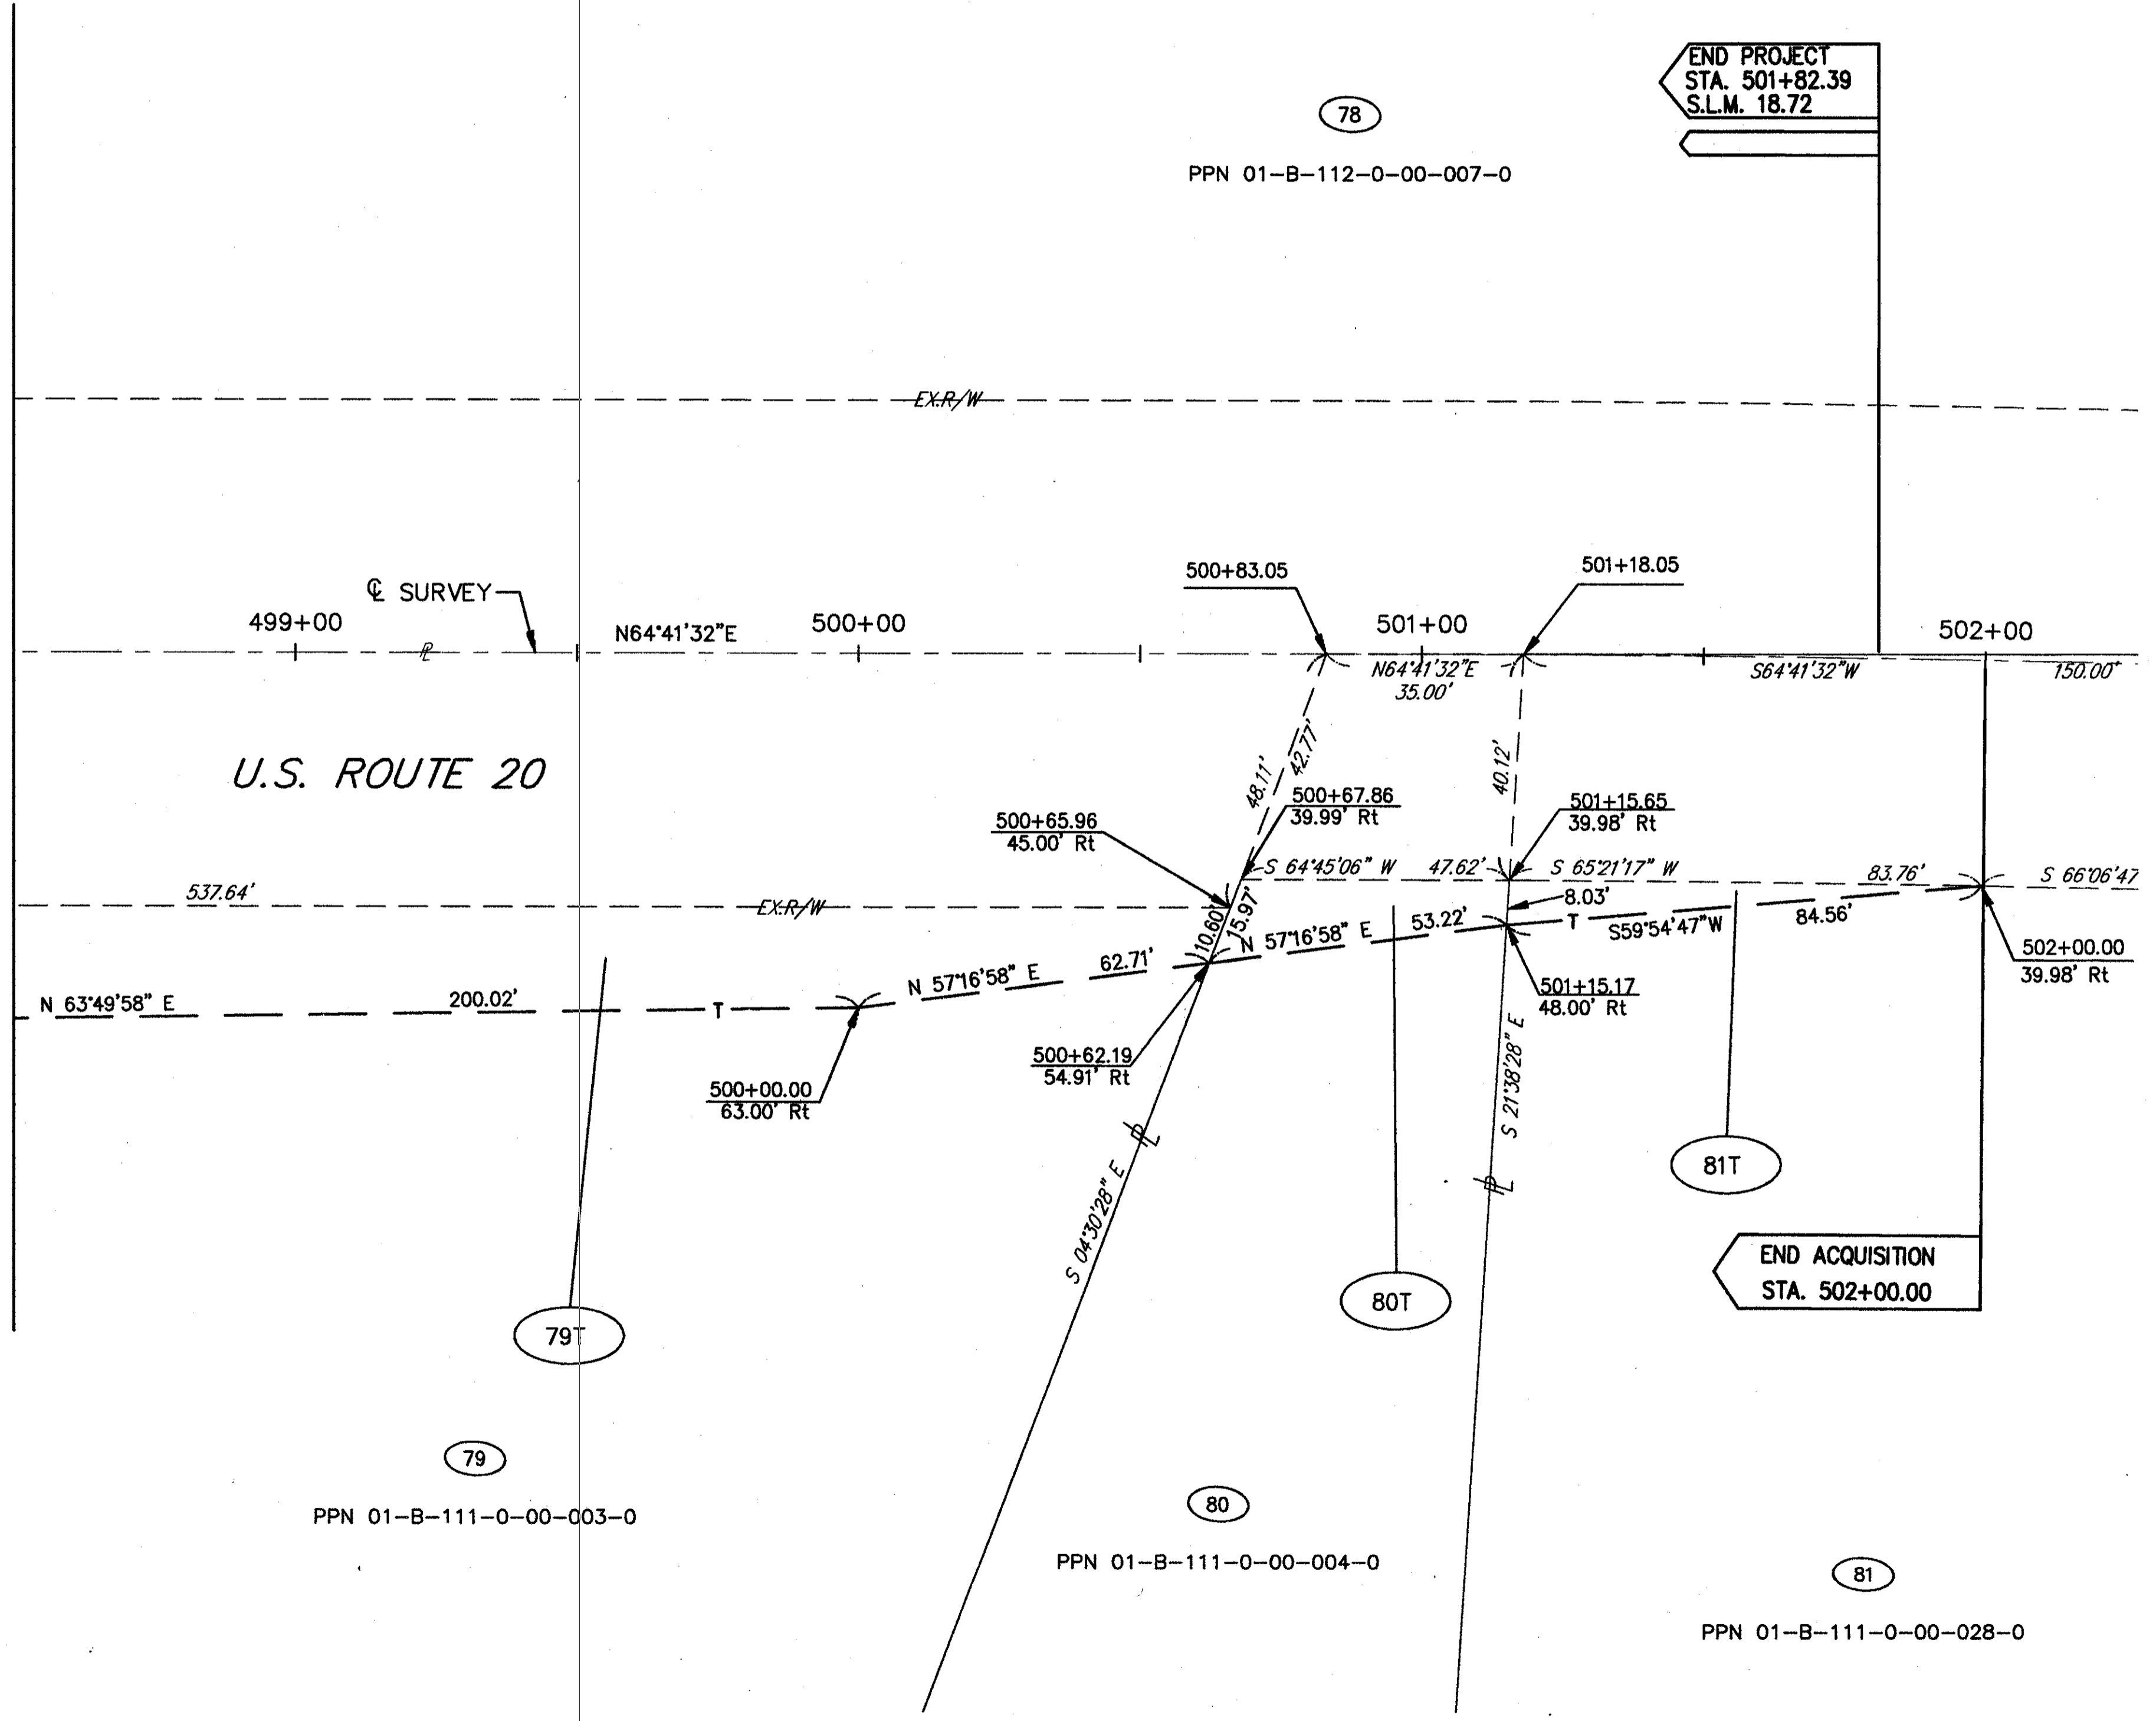 END PROJECT
STA. 501+82.39
S.L.M. 18.72
78
PPN 01-B-112-0-00-007-0
EX.R/W
500+83.05
501+18.05
℄ SURVEY
499+00
N64°41'32"E
500+00
501+00
502+00
℄
N64°41'32"E
35.00'
S64°41'32"W
150.00'
U.S. ROUTE 20
48.11'
42.77'
40.12'
500+65.96
45.00' Rt
500+67.86
39.99' Rt
501+15.65
39.98' Rt
S 64°45'06" W
47.62'
S 65°21'17" W
83.76'
S 66°06'47
537.64'
EX.R/W
10.60'
15.97'
8.03'
N 57°16'58" E
53.22'
T
S59°54'47"W
84.56'
502+00.00
39.98' Rt
N 63°49'58" E
200.02'
T
N 57°16'58" E
62.71'
501+15.17
48.00' Rt
500+00.00
63.00' Rt
500+62.19
54.91' Rt
S 04°30'28" E
PL
S 21°38'28" E
PL
81T
79T
80T
END ACQUISITION
STA. 502+00.00
79
PPN 01-B-111-0-00-003-0
80
PPN 01-B-111-0-00-004-0
81
PPN 01-B-111-0-00-028-0